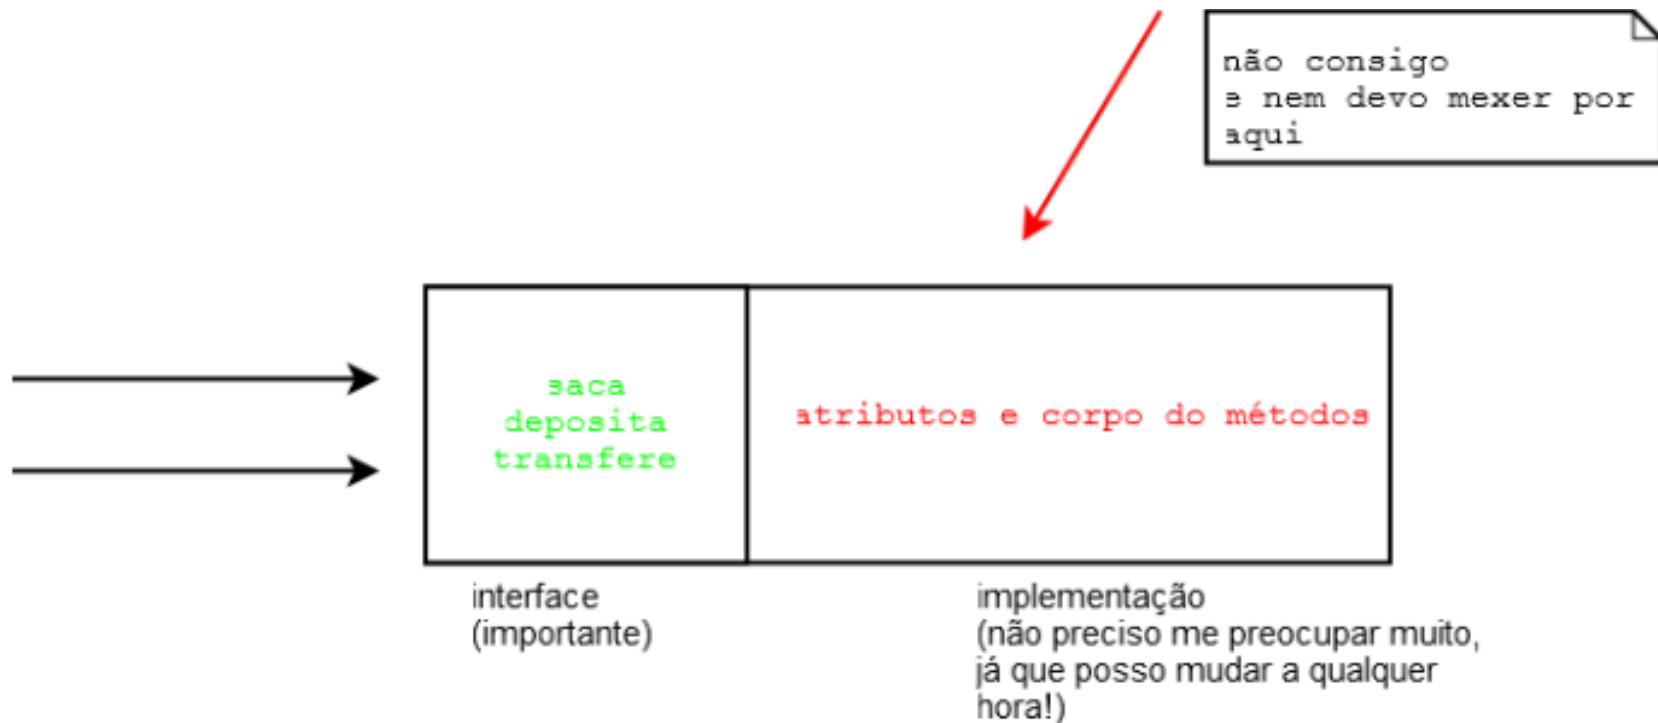 não consigo
e nem devo mexer por
aqui
saca
deposita
transfere
atributos e corpo do métodos
interface
(importante)
implementação
(não preciso me preocupar muito,
já que posso mudar a qualquer
hora!)